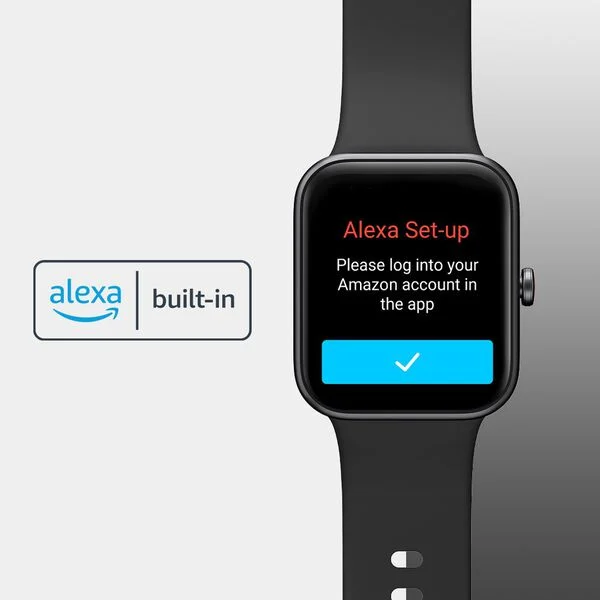 alexa
built-in
Alexa Set-up
Please log into your
Amazon account in
the app